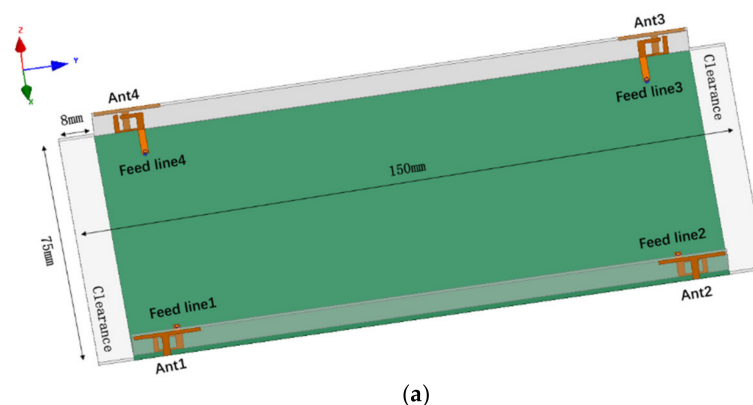 Z
Y
X
Ant3
Ant4
8mm
Clearance
Feed line3
Feed line4
150mm
75mm
Feed line2
Clearance
Feed line1
Ant2
Ant1
(a)